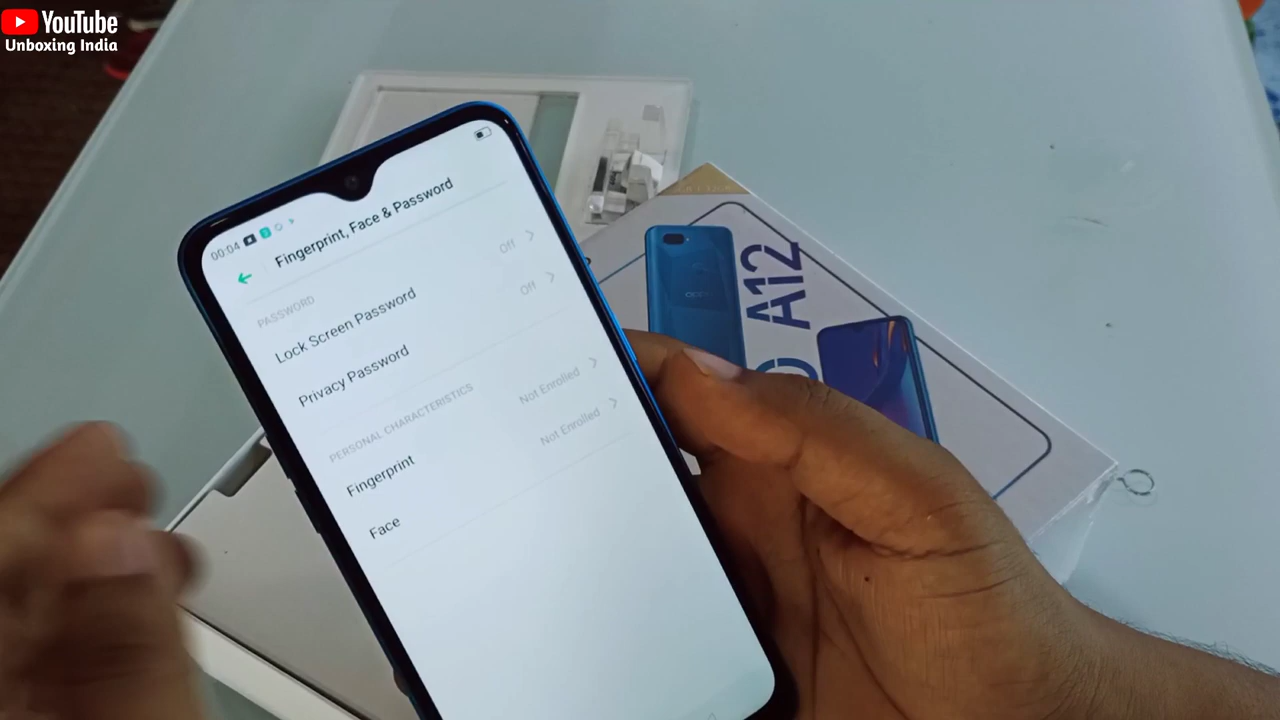 YouTube
Unboxing India
00:04
Fingerprint, Face & Password
PASSWORD
Lock Screen Password Off
Privacy Password Off
PERSONAL CHARACTERISTICS
Fingerprint Not Enrolled
Face Not Enrolled
A12
oppo